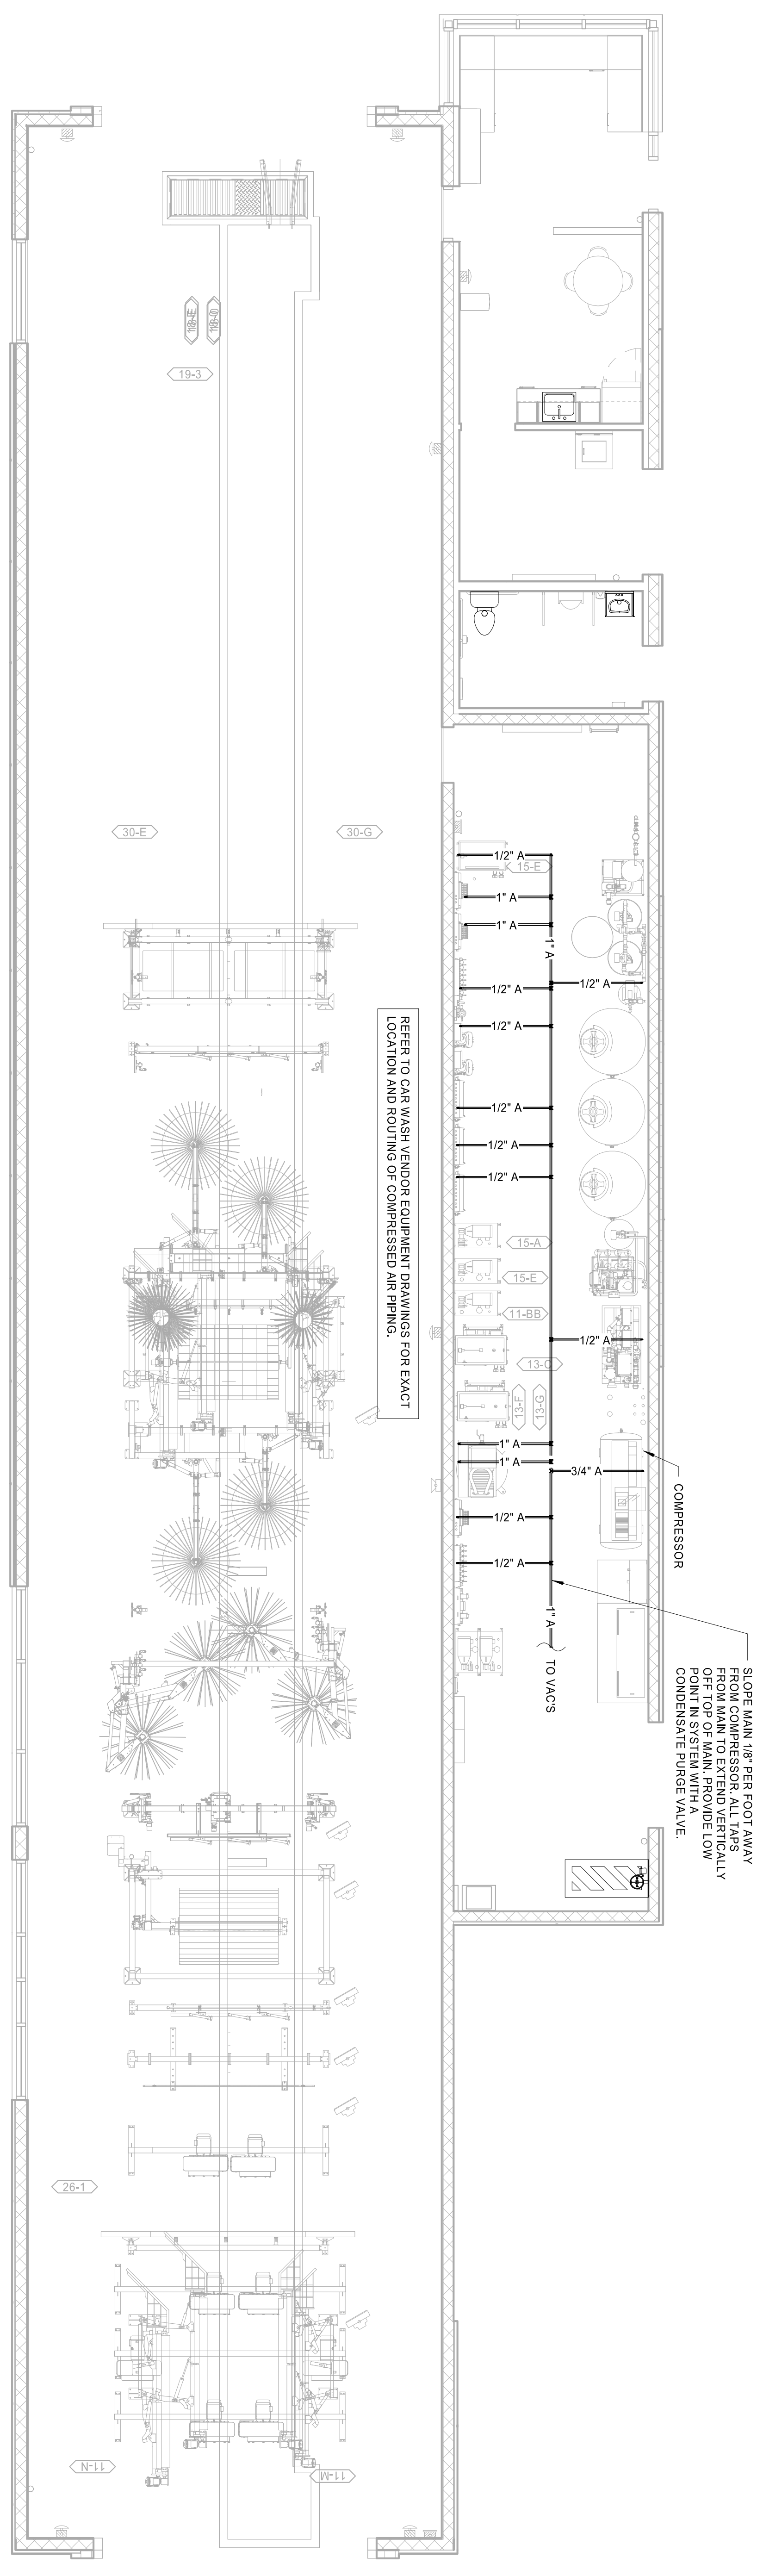 18-E
18-D
19-3
30-E
30-G
1/2" A
15-E
1" A
1" A
1" A
1/2" A
1/2" A
1/2" A
1/2" A
1/2" A
1/2" A
15-A
15-E
11-BB
1/2" A
13-C
13-F
13-G
1" A
1" A
3/4" A
1/2" A
1/2" A
1" A
TO VAC'S
COMPRESSOR
REFER TO CAR WASH VENDOR EQUIPMENT DRAWINGS FOR EXACT
LOCATION AND ROUTING OF COMPRESSED AIR PIPING.
SLOPE MAIN 1/8" PER FOOT AWAY
FROM COMPRESSOR. ALL TAPS
FROM MAIN TO EXTEND VERTICALLY
OFF TOP OF MAIN. PROVIDE LOW
POINT IN SYSTEM WITH A
CONDENSATE PURGE VALVE.
26-1
11-N
11-M